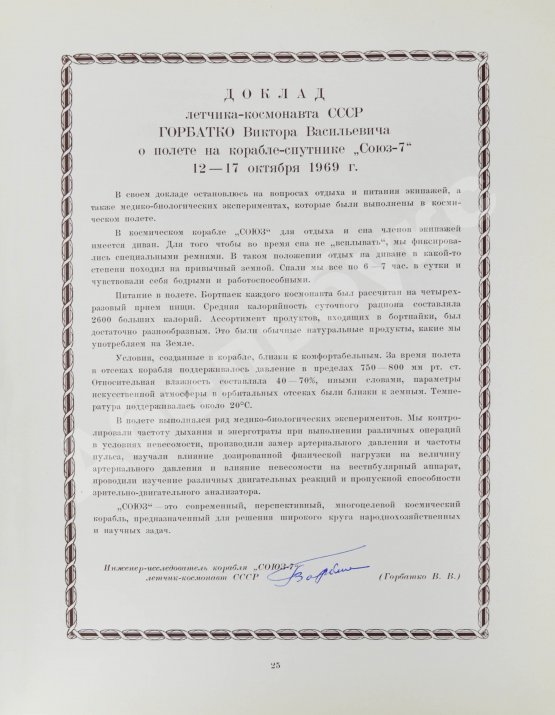 ДОКЛАД
летчика-космонавта СССР
ГОРБАТКО Виктора Васильевича
о полете на корабле-спутнике „Союз-7“
12—17 октября 1969 г.
В своем докладе остановлюсь на вопросах отдыха и питания экипажей, а
также медико-биологических экспериментах, которые были выполнены в косми-
ческом полете.
В космическом корабле „СОЮЗ“ для отдыха и сна членов экипажей
имеется диван. Для того чтобы во время сна не „всплывать“, мы фиксирова-
лись специальными ремнями. В таком положении отдых на диване в какой-то
степени походил на привычный земной. Спали мы все по 6—7 час. в сутки и
чувствовали себя бодрыми и работоспособными.
Питание в полете. Бортпаек каждого космонавта был рассчитан на четырех-
разовый прием пищи. Средняя калорийность суточного рациона составляла
2600 больших калорий. Ассортимент продуктов, входящих в бортпайки, был
достаточно разнообразным. Это были обычные натуральные продукты, какие мы
употребляем на Земле.
Условия, созданные в корабле, близки к комфортабельным. За время полета
в отсеках корабля поддерживалось давление в пределах 750—800 мм рт. ст.
Относительная влажность составляла 40—70%, иными словами, параметры
искусственной атмосферы в орбитальных отсеках были близки к земным. Темпе-
ратура поддерживалась около 20°С.
В полете выполнялся ряд медико-биологических экспериментов. Мы конт-
ролировали частоту дыхания и энерготраты при выполнении различных операций
в условиях невесомости, производили замер артериального давления и частоты
пульса, изучали влияние дозированной физической нагрузки на величину
артериального давления и влияние невесомости на вестибулярный аппарат,
проводили изучение различных двигательных реакций и пропускной способности
зрительно-двигательного анализатора.
„СОЮЗ“—это современный, перспективный, многоцелевой космический
корабль, предназначенный для решения широкого круга народнохозяйственных
и научных задач.
Инженер-исследователь корабля „СОЮЗ-7“
летчик-космонавт СССР Горбатко (Горбатко В. В.)
25